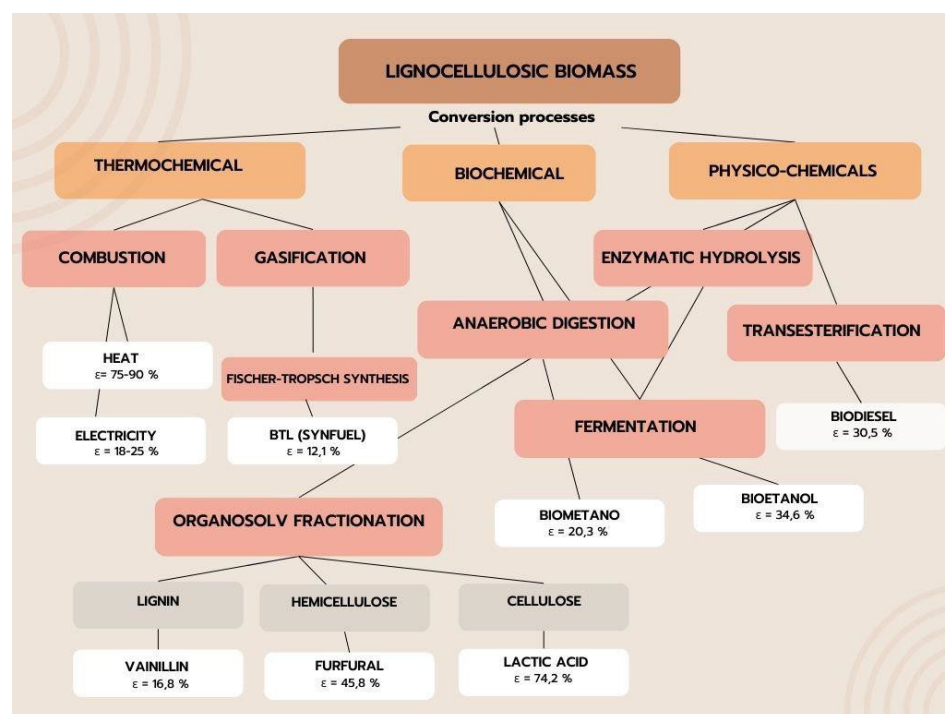 LIGNOCELLULOSIC BIOMASS
Conversion processes
THERMOCHEMICAL
BIOCHEMICAL
PHYSICO-CHEMICALS
COMBUSTION
GASIFICATION
ENZYMATIC HYDROLYSIS
ANAEROBIC DIGESTION
TRANSESTERIFICATION
HEAT
ε= 75-90 %
FISCHER-TROPSCH SYNTHESIS
ELECTRICITY
ε = 18-25 %
BTL (SYNFUEL)
ε = 12,1 %
FERMENTATION
BIODIESEL
ε = 30,5 %
ORGANOSOLV FRACTIONATION
BIOMETANO
ε = 20,3 %
BIOETANOL
ε = 34,6 %
LIGNIN
HEMICELLULOSE
CELLULOSE
VAINILLIN
ε = 16,8 %
FURFURAL
ε = 45,8 %
LACTIC ACID
ε = 74,2 %